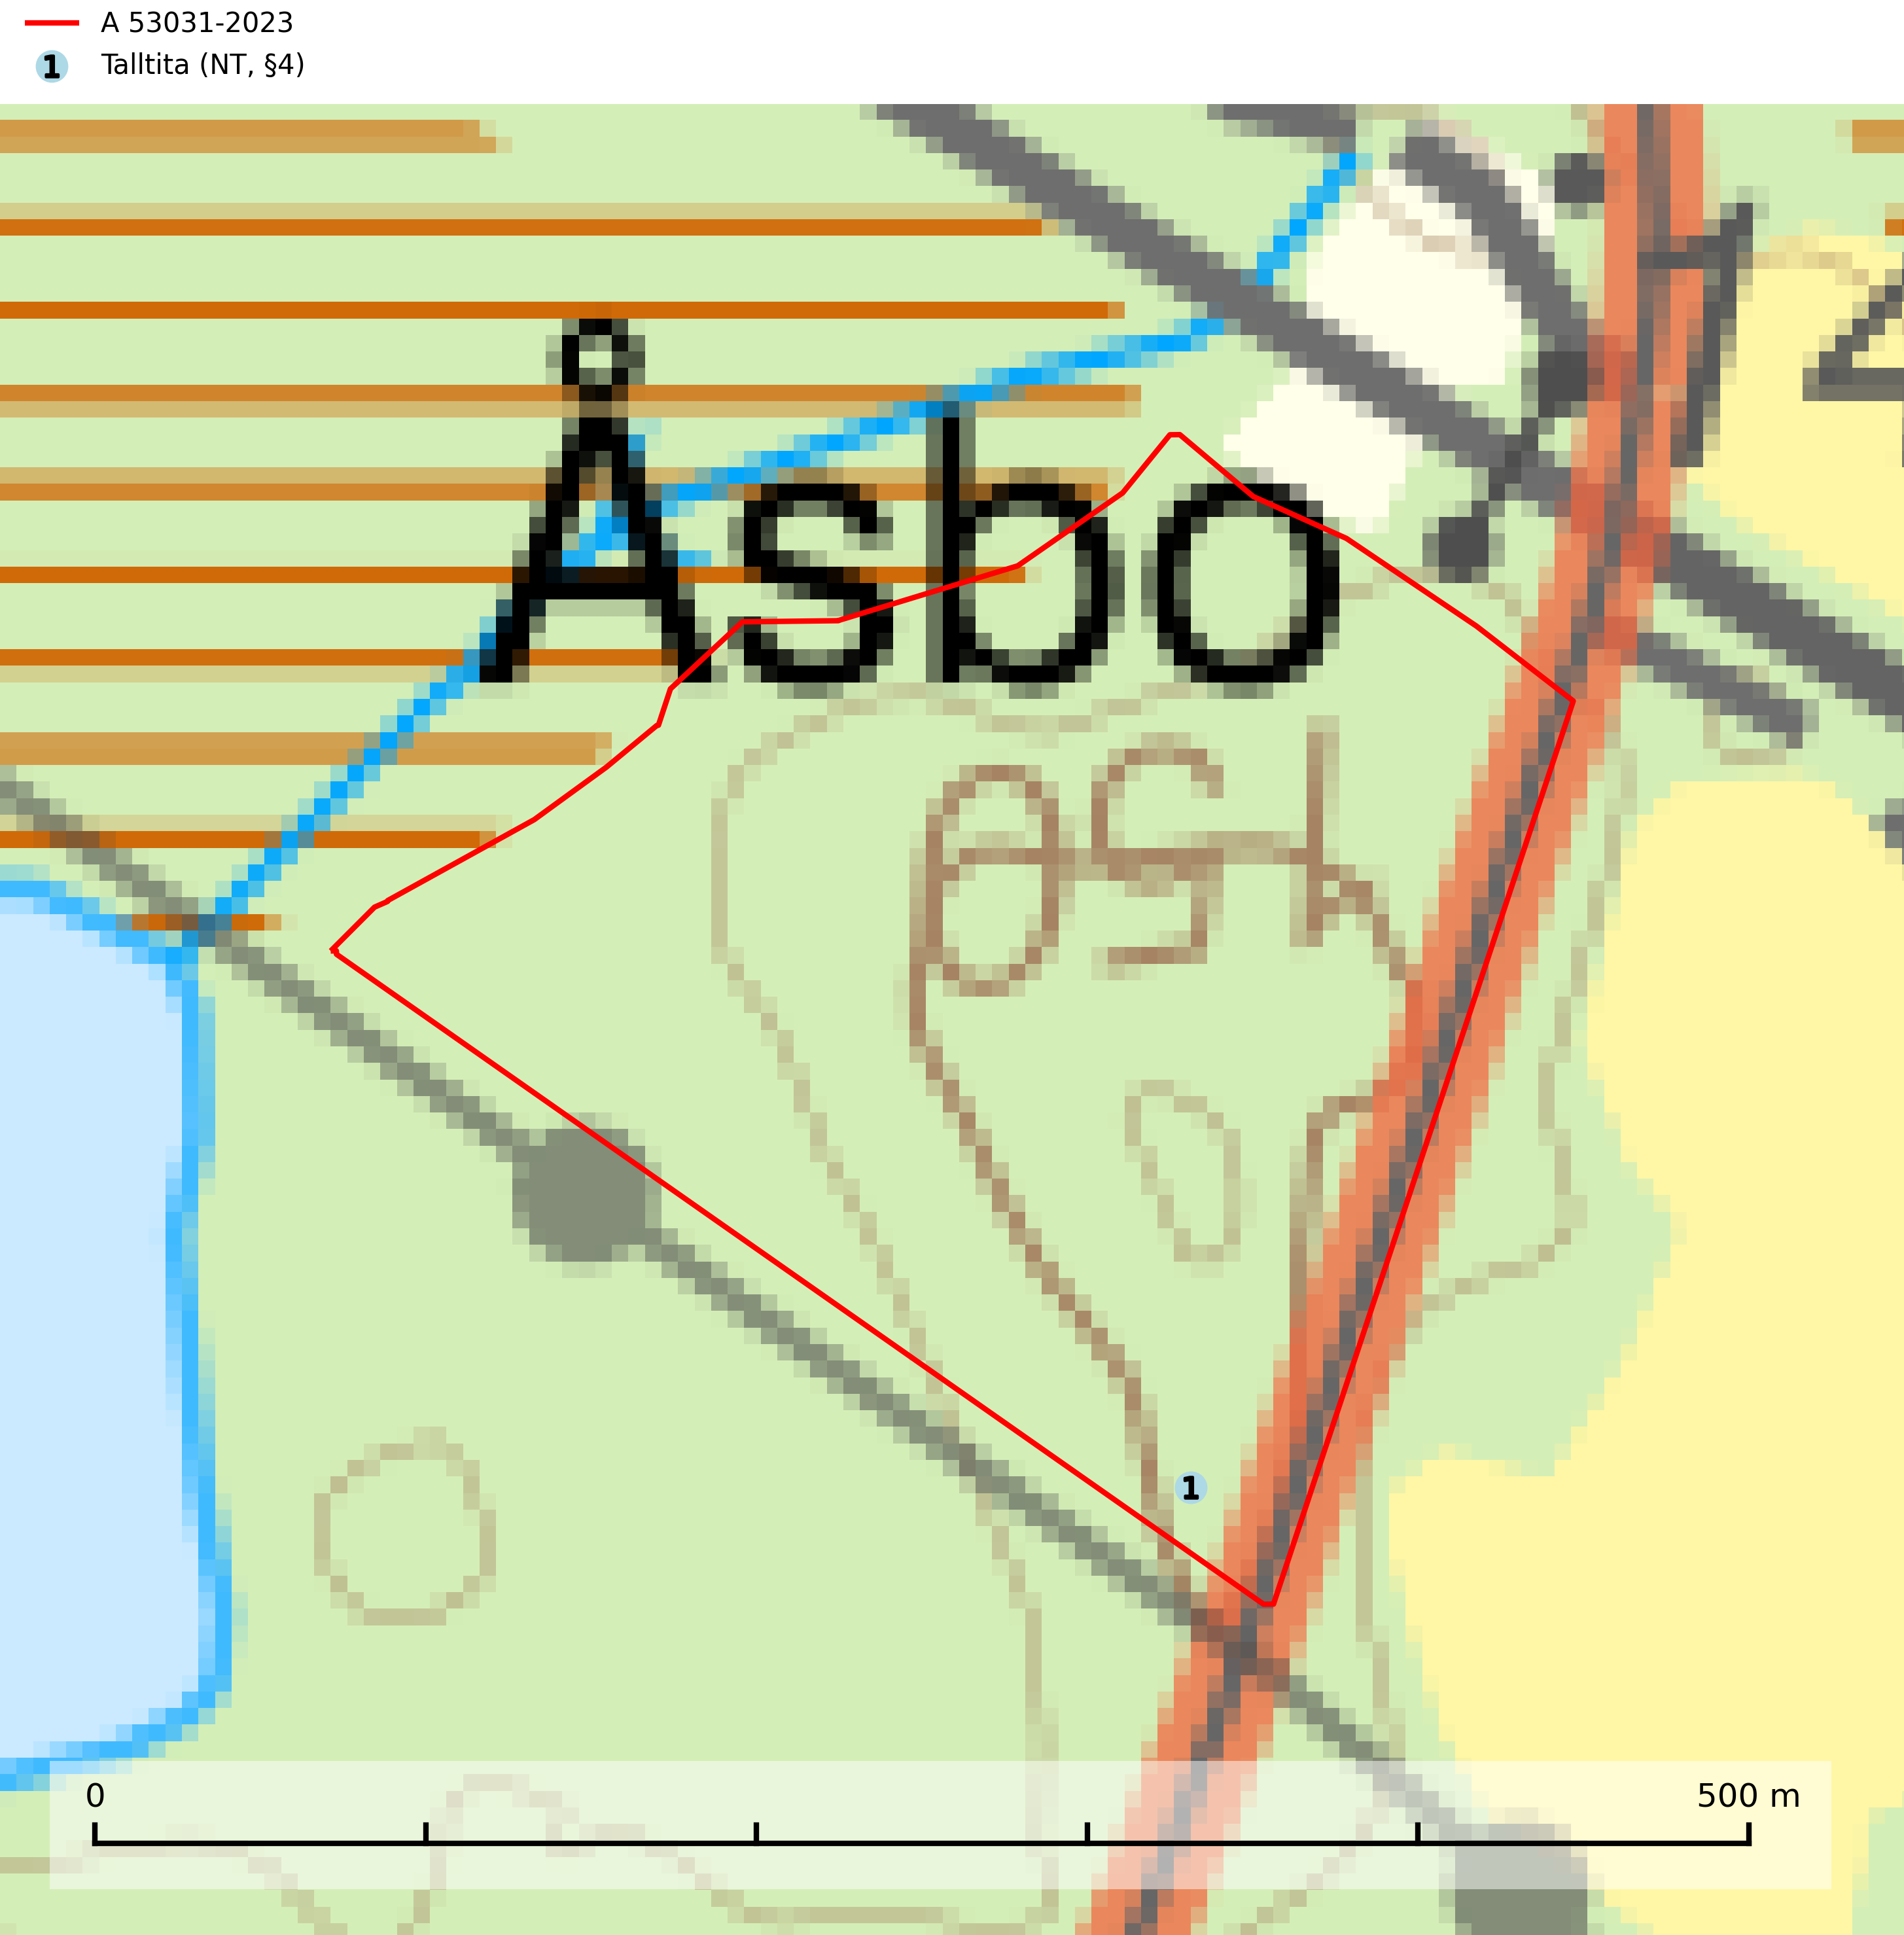 A 53031-2023
1 Talltita (NT, §4)
Åsbo
1
0 500 m